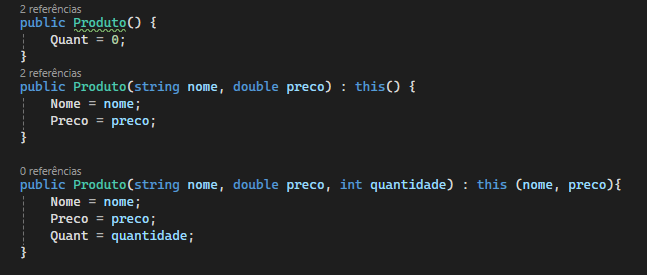 2 referências
public Produto() {
Quant = 0;
}
2 referências
public Produto(string nome, double preco) : this() {
Nome = nome;
Preco = preco;
}
0 referências
public Produto(string nome, double preco, int quantidade) : this (nome, preco){
Nome = nome;
Preco = preco;
Quant = quantidade;
}